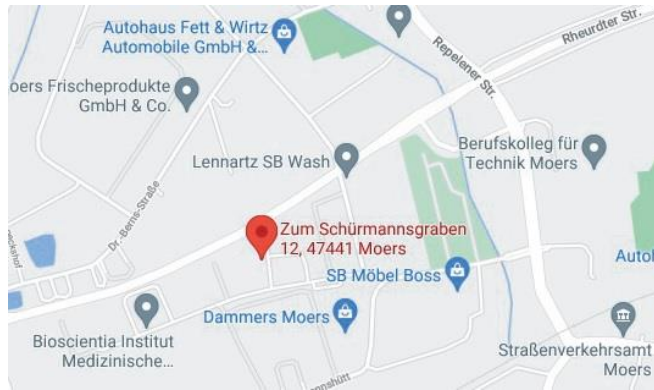 Autohaus Fett & Wirtz
Automobile GmbH &...
Repelener Str.
Rheurdter Str.
oers Frischeprodukte
GmbH & Co.
Berufskolleg für
Technik Moers
Lennartz SB Wash
Dr.-Berns-Straße
Zum Schürmannsgraben
12, 47441 Moers
eckshof
SB Möbel Boss
Autol
Dammers Moers
Bioscientia Institut
Medizinische...
Straßenverkehrsamt
Moers
annshütt